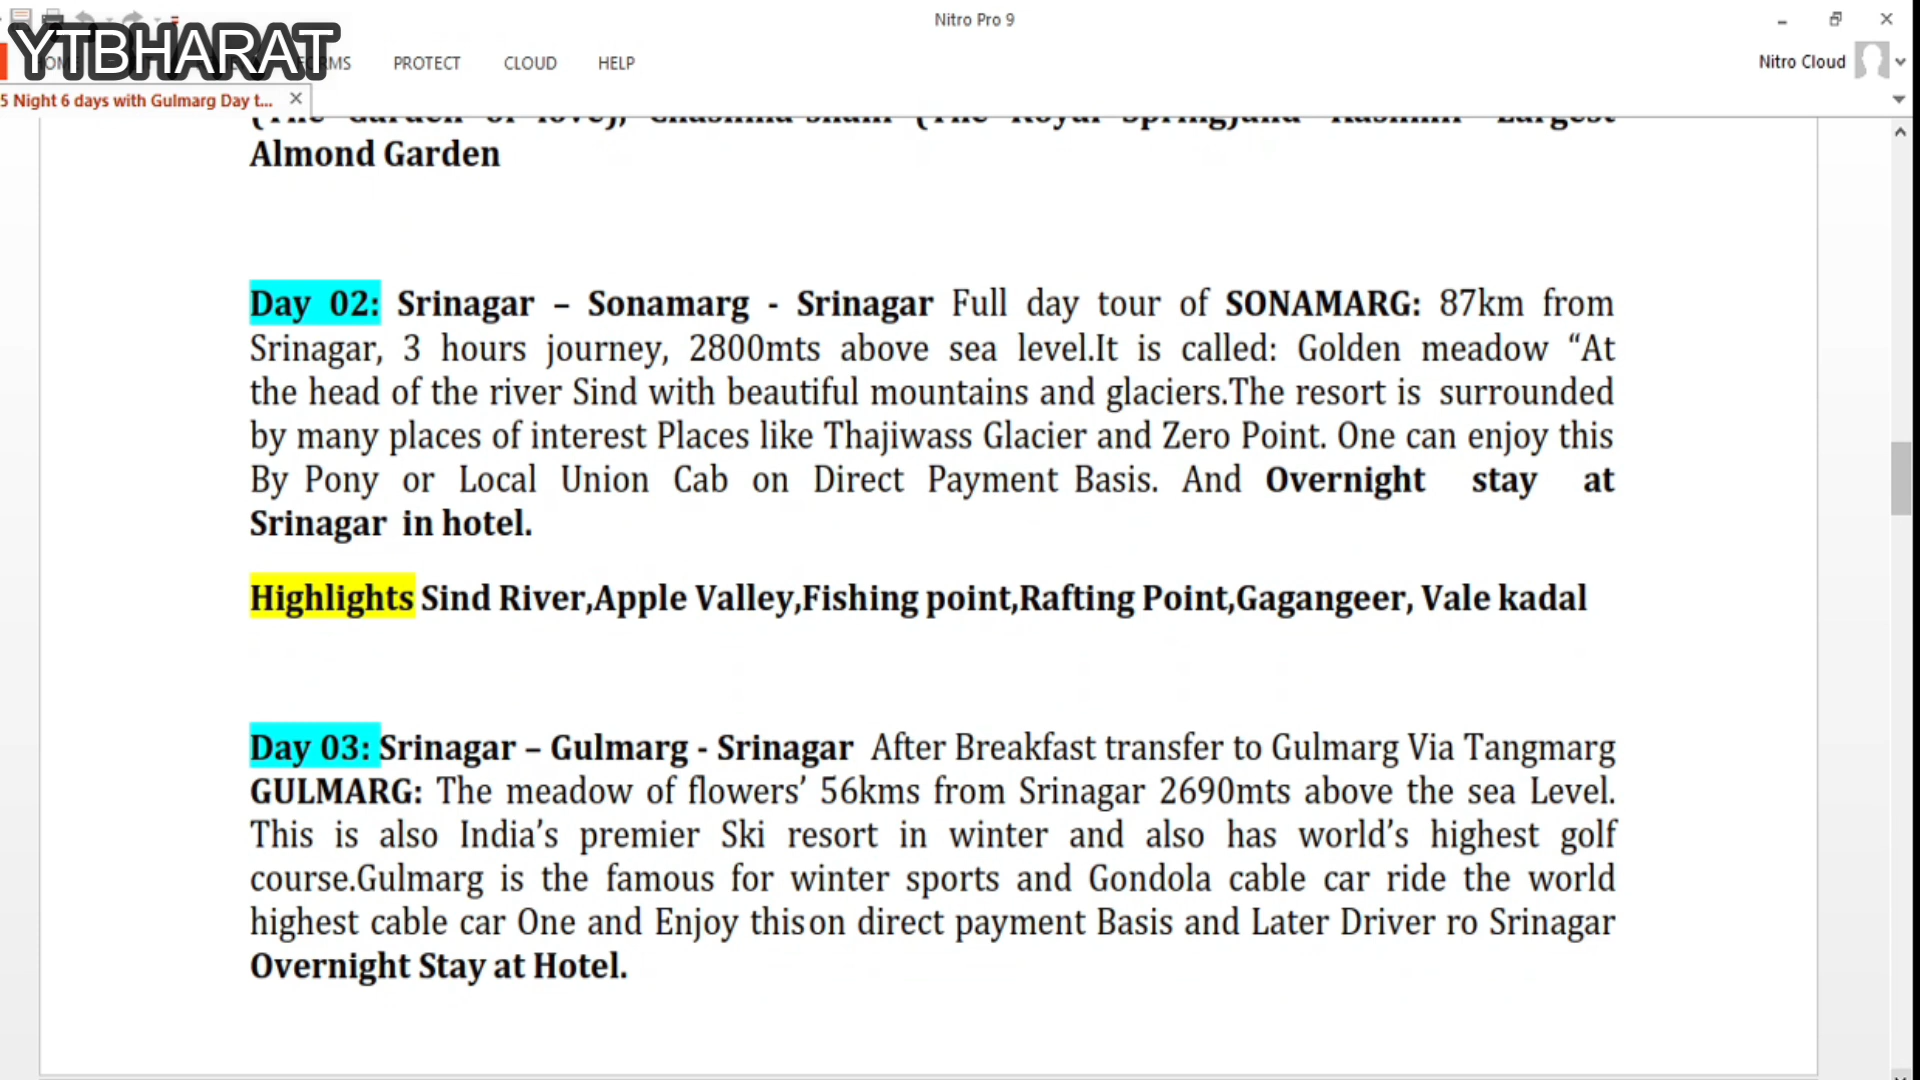 Nitro Pro 9
YTBHARAT
PROTECT CLOUD HELP
Nitro Cloud
5 Night 6 days with Gulmarg Day t...
Almond Garden
Day 02: Srinagar – Sonamarg - Srinagar Full day tour of SONAMARG: 87km from
Srinagar, 3 hours journey, 2800mts above sea level.It is called: Golden meadow “At
the head of the river Sind with beautiful mountains and glaciers.The resort is surrounded
by many places of interest Places like Thajiwass Glacier and Zero Point. One can enjoy this
By Pony or Local Union Cab on Direct Payment Basis. And Overnight stay at
Srinagar in hotel.
Highlights Sind River,Apple Valley,Fishing point,Rafting Point,Gagangeer, Vale kadal
Day 03: Srinagar – Gulmarg - Srinagar After Breakfast transfer to Gulmarg Via Tangmarg
GULMARG: The meadow of flowers’ 56kms from Srinagar 2690mts above the sea Level.
This is also India’s premier Ski resort in winter and also has world’s highest golf
course.Gulmarg is the famous for winter sports and Gondola cable car ride the world
highest cable car One and Enjoy this on direct payment Basis and Later Driver ro Srinagar
Overnight Stay at Hotel.